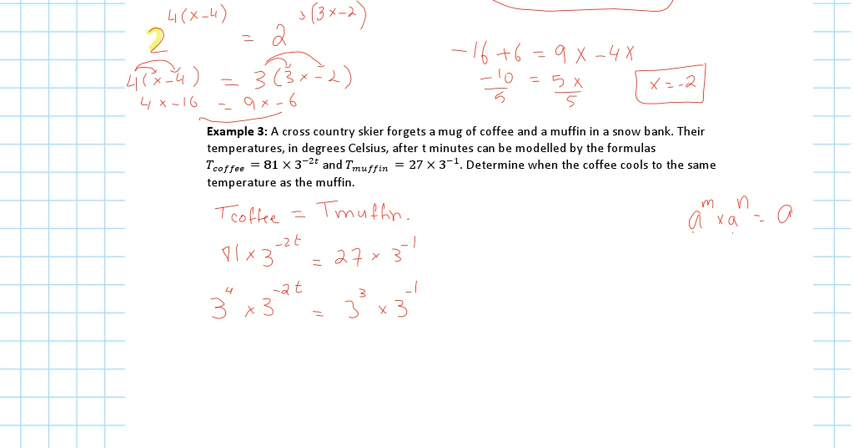 2^4(x-4) = 2^3(3x-2)
4(x-4) = 3(3x-2)
4x-16 = 9x-6
-16+6 = 9x-4x
-10/5 = 5x/5
x=-2
Example 3: A cross country skier forgets a mug of coffee and a muffin in a snow bank. Their
temperatures, in degrees Celsius, after t minutes can be modelled by the formulas
T_coffee = 81 × 3^−2t and T_muffin = 27 × 3^−1. Determine when the coffee cools to the same
temperature as the muffin.
Tcoffee = Tmuffin.
81 × 3^-2t = 27 × 3^-1
3^4 × 3^-2t = 3^3 × 3^-1
a^m × a^n = a